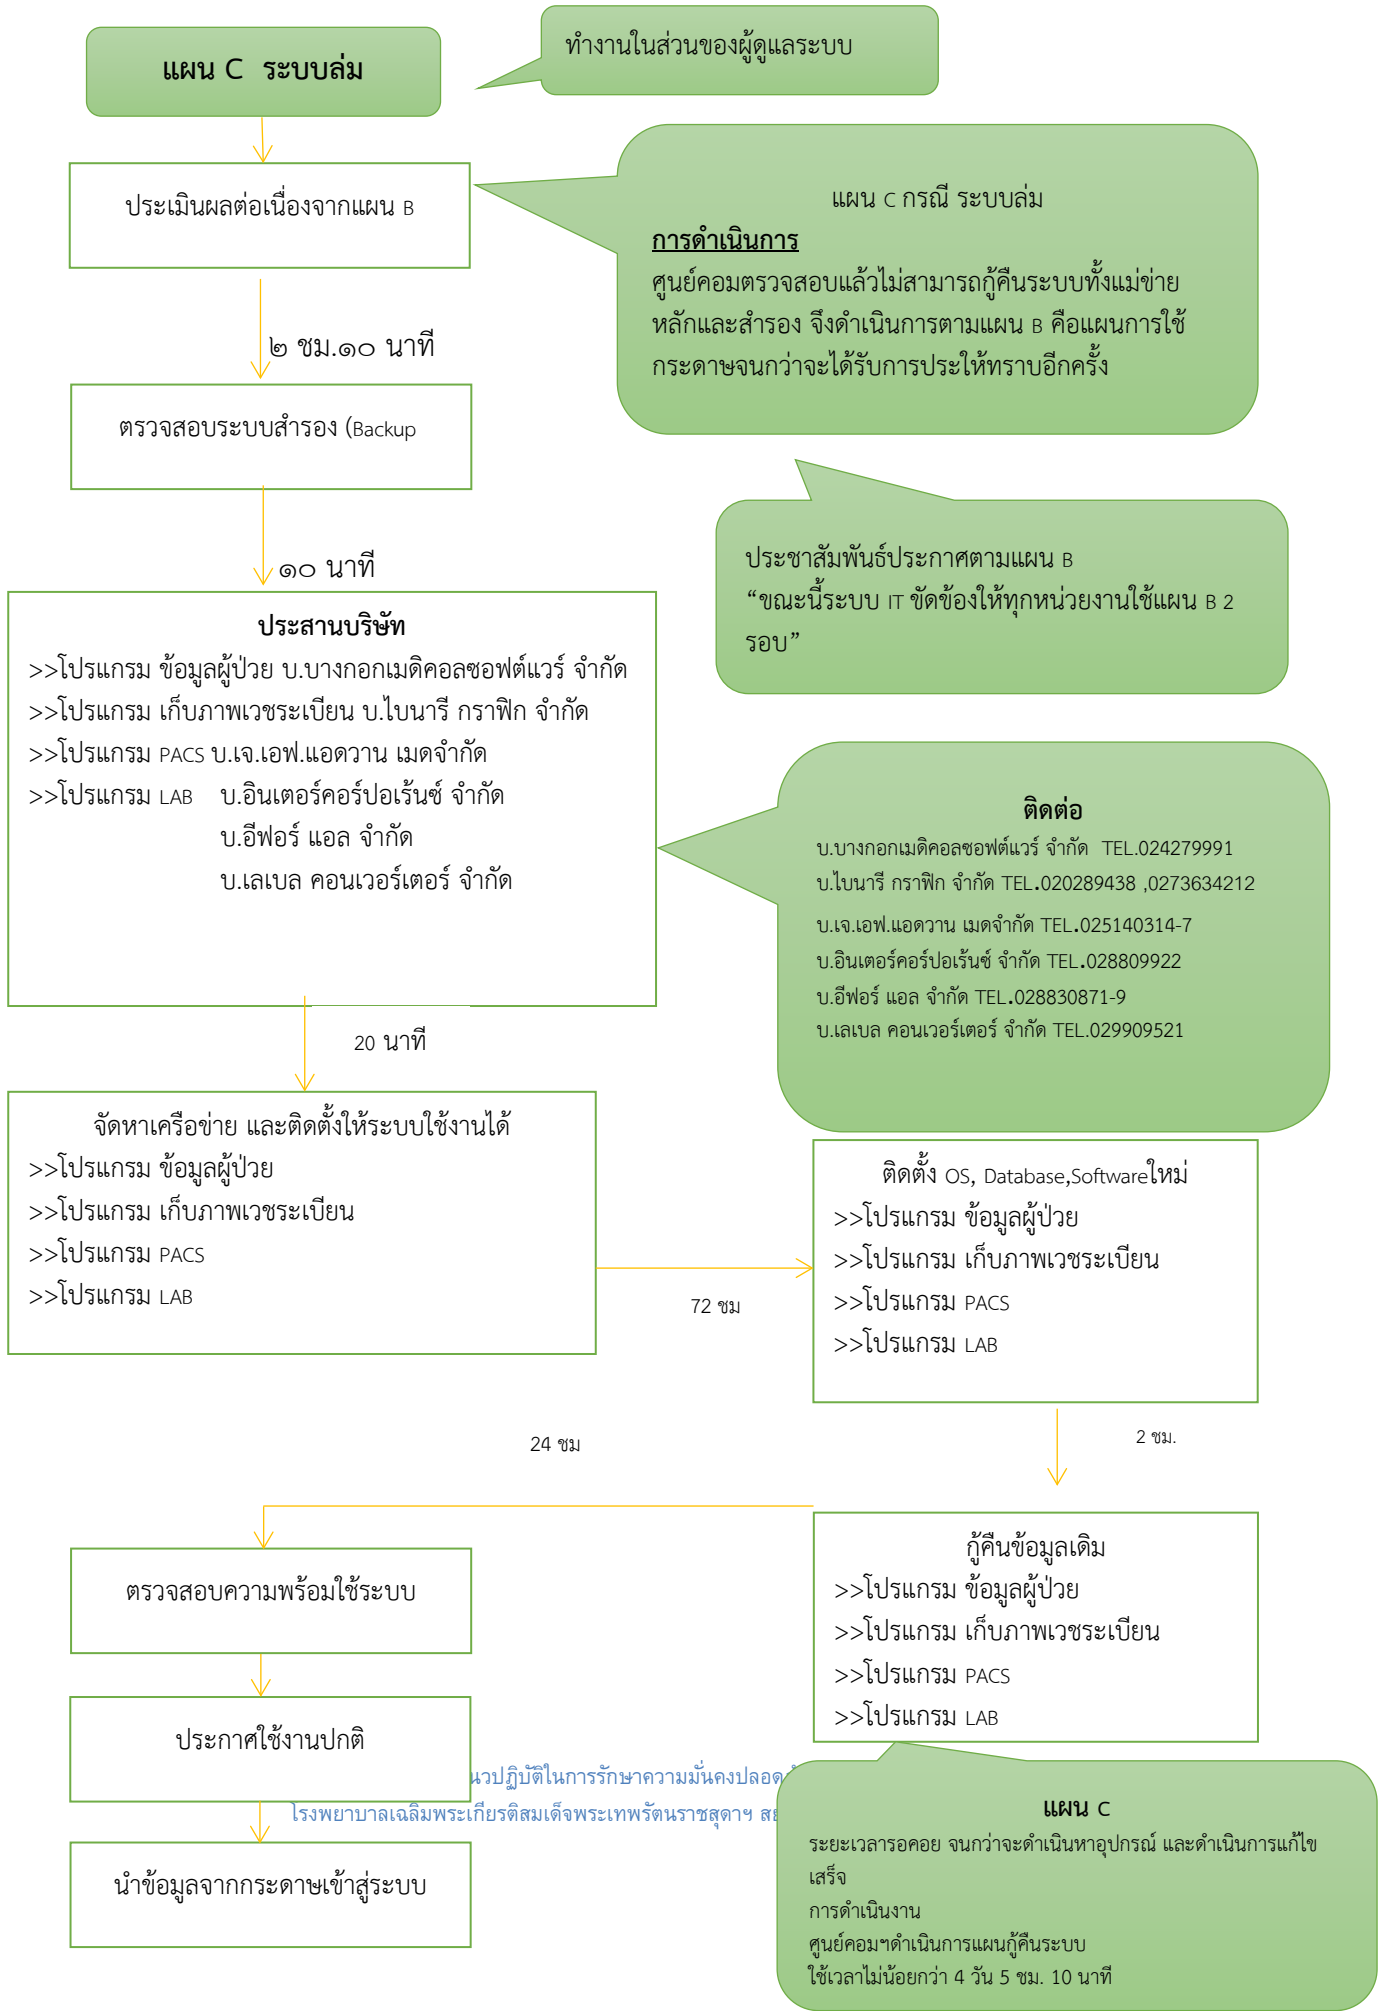 แผน C ระบบล่ม
ทำงานในส่วนของผู้ดูแลระบบ
ประเมินผลต่อเนื่องจากแผน B
แผน C กรณี ระบบล่ม
การดำเนินการ
ศูนย์คอมตรวจสอบแล้วไม่สามารถกู้คืนระบบทั้งแม่ข่าย
หลักและสำรอง จึงดำเนินการตามแผน B คือแผนการใช้
กระดาษจนกว่าจะได้รับการประให้ทราบอีกครั้ง
๒ ชม.๑๐ นาที
ตรวจสอบระบบสำรอง (Backup
๑๐ นาที
ประชาสัมพันธ์ประกาศตามแผน B
“ขณะนี้ระบบ IT ขัดข้องให้ทุกหน่วยงานใช้แผน B 2
รอบ”
ประสานบริษัท
>>โปรแกรม ข้อมูลผู้ป่วย บ.บางกอกเมดิคอลซอฟต์แวร์ จำกัด
>>โปรแกรม เก็บภาพเวชระเบียน บ.ไบนารี กราฟิก จำกัด
>>โปรแกรม PACS บ.เจ.เอฟ.แอดวาน เมดจำกัด
>>โปรแกรม LAB บ.อินเตอร์คอร์ปอเร้นซ์ จำกัด
บ.อีฟอร์ แอล จำกัด
บ.เลเบล คอนเวอร์เตอร์ จำกัด
ติดต่อ
บ.บางกอกเมดิคอลซอฟต์แวร์ จำกัด TEL.024279991
บ.ไบนารี กราฟิก จำกัด TEL.020289438 ,0273634212
บ.เจ.เอฟ.แอดวาน เมดจำกัด TEL.025140314-7
บ.อินเตอร์คอร์ปอเร้นซ์ จำกัด TEL.028809922
บ.อีฟอร์ แอล จำกัด TEL.028830871-9
บ.เลเบล คอนเวอร์เตอร์ จำกัด TEL.029909521
20 นาที
จัดหาเครือข่าย และติดตั้งให้ระบบใช้งานได้
>>โปรแกรม ข้อมูลผู้ป่วย
>>โปรแกรม เก็บภาพเวชระเบียน
>>โปรแกรม PACS
>>โปรแกรม LAB
72 ชม
ติดตั้ง OS, Database,Softwareใหม่
>>โปรแกรม ข้อมูลผู้ป่วย
>>โปรแกรม เก็บภาพเวชระเบียน
>>โปรแกรม PACS
>>โปรแกรม LAB
2 ชม.
24 ชม
กู้คืนข้อมูลเดิม
>>โปรแกรม ข้อมูลผู้ป่วย
>>โปรแกรม เก็บภาพเวชระเบียน
>>โปรแกรม PACS
>>โปรแกรม LAB
ตรวจสอบความพร้อมใช้ระบบ
ประกาศใช้งานปกติ
นวปฏิบัติในการรักษาความมั่นคงปลอด
โรงพยาบาลเฉลิมพระเกียรติสมเด็จพระเทพรัตนราชสุดาฯ
นำข้อมูลจากกระดาษเข้าสู่ระบบ
แผน C
ระยะเวลารอคอย จนกว่าจะดำเนินหาอุปกรณ์ และดำเนินการแก้ไข
เสร็จ
การดำเนินงาน
ศูนย์คอมฯดำเนินการแผนกู้คืนระบบ
ใช้เวลาไม่น้อยกว่า 4 วัน 5 ชม. 10 นาที